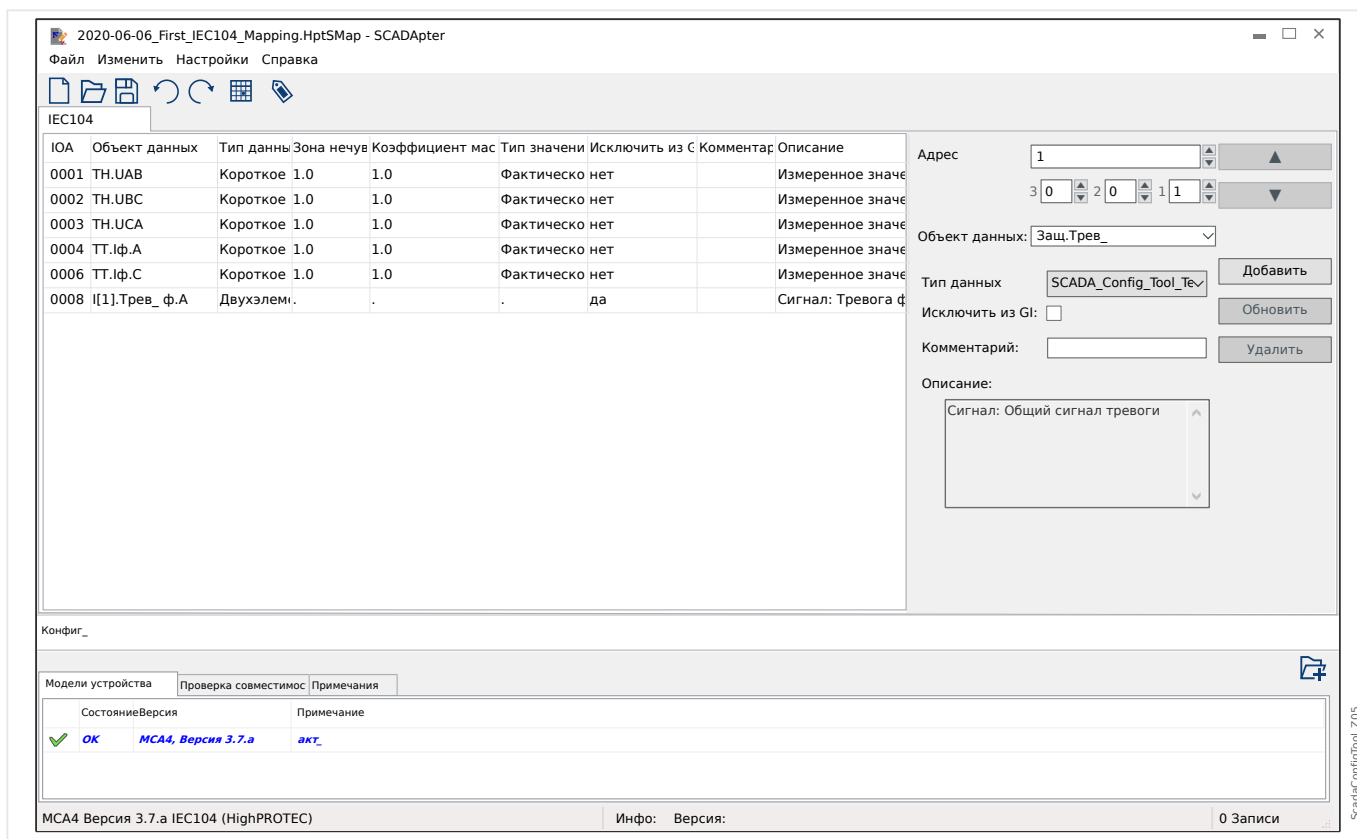 2020-06-06_First_IEC104_Mapping.HptSMap - SCADApter
Файл Изменить Настройки Справка
IEC104
IOA Объект данных Тип данны Зона нечув Коэффициент мас Тип значени Исключить из G Комментар Описание
0001 ТН.UAB Короткое 1.0 1.0 Фактическо нет Измеренное значе
0002 ТН.UBC Короткое 1.0 1.0 Фактическо нет Измеренное значе
0003 ТН.UCA Короткое 1.0 1.0 Фактическо нет Измеренное значе
0004 ТТ.Iф.A Короткое 1.0 1.0 Фактическо нет Измеренное значе
0006 ТТ.Iф.C Короткое 1.0 1.0 Фактическо нет Измеренное значе
0008 I[1].Трев_ ф.A Двухэлеме . . . да Сигнал: Тревога ф
Адрес 1
3 0 2 0 1 1
Объект данных: Защ.Трев_
Тип данных SCADA_Config_Tool_Te
Добавить
Исключить из GI:
Обновить
Комментарий:
Удалить
Описание:
Сигнал: Общий сигнал тревоги
Конфиг_
Модели устройства Проверка совместимос Примечания
Состояние Версия Примечание
OK MCA4, Версия 3.7.a акт_
MCA4 Версия 3.7.a IEC104 (HighPROTEC) Инфо: Версия: 0 Записи
ScadaConfigTool_Z05